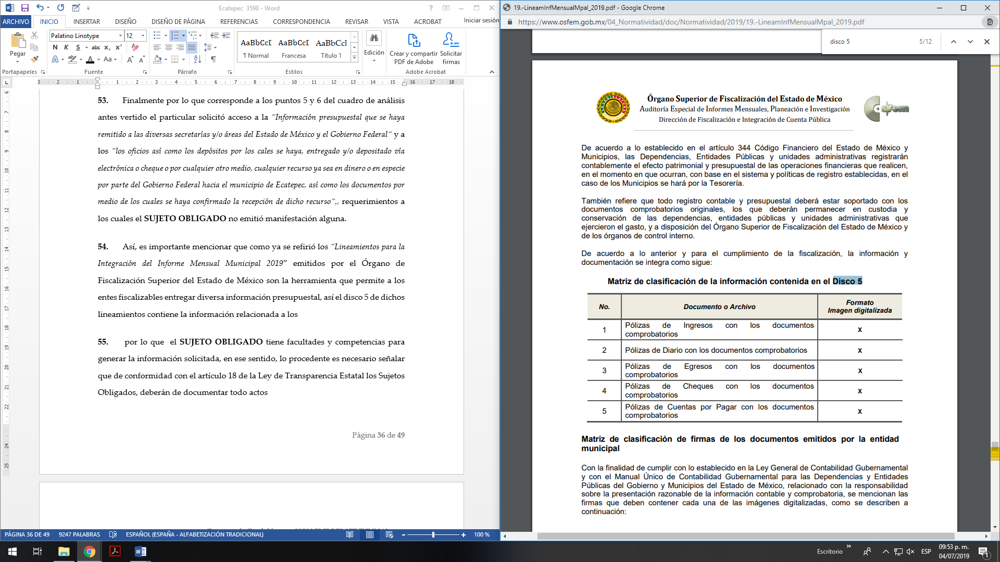 Ecatepec 3598 - Word
ARCHIVO INICIO INSERTAR DISEÑO DISEÑO DE PÁGINA REFERENCIAS CORRESPONDENCIA REVISAR VISTA ACROBAT Iniciar sesión
Pegar
Palatino Linotype 12
AaBbCcI AaBbCcI AaBbCcl
¶ Normal Francesa Título 1
Edición
Crear y compartir PDF de Adobe
Solicitar firmas
Portapapeles Fuente Párrafo Estilos Adobe Acrobat
53. Finalmente por lo que corresponde a los puntos 5 y 6 del cuadro de análisis
antes vertido el particular solicitó acceso a la “Información presupuestal que se haya
remitido a las diversas secretarías y/o áreas del Estado de México y el Gobierno Federal” y a
los “los oficios así como los depósitos por los cales se haya, entregado y/o depositado vía
electrónica o cheque o por cualquier otro medio, cualquier recurso ya sea en dinero o en especie
por parte del Gobierno Federal hacia el municipio de Ecatepec, así como los documentos por
medio de los cuales se haya confirmado la recepción de dicho recurso”,, requerimientos a
los cuales el SUJETO OBLIGADO no emitió manifestación alguna.
54. Así, es importante mencionar que como ya se refirió los “Lineamientos para la
Integración del Informe Mensual Municipal 2019” emitidos por el Órgano de
Fiscalización Superior del Estado de México son la herramienta que permite a los
entes fiscalizables entregar diversa información presupuestal, así el disco 5 de dichos
lineamientos contiene la información relacionada a los
55. por lo que el SUJETO OBLIGADO tiene facultades y competencias para
generar la información solicitada, en ese sentido, lo procedente es necesario señalar
que de conformidad con el artículo 18 de la Ley de Transparencia Estatal los Sujetos
Obligados, deberán de documentar todo actos
Página 36 de 49
PÁGINA 36 DE 49 9247 PALABRAS ESPAÑOL (ESPAÑA - ALFABETIZACIÓN TRADICIONAL) 100 %
19.-LineamInfMensualMpal_2019.pdf - Google Chrome
https://www.osfem.gob.mx/04_Normatividad/doc/Normatividad/2019/19.-LineamInfMensualMpal_2019.pdf
disco 5 5/12
Órgano Superior de Fiscalización del Estado de México
Auditoría Especial de Informes Mensuales, Planeación e Investigación
Dirección de Fiscalización e Integración de Cuenta Pública
osfem
De acuerdo a lo establecido en el artículo 344 Código Financiero del Estado de México y
Municipios, las Dependencias, Entidades Públicas y unidades administrativas registrarán
contablemente el efecto patrimonial y presupuestal de las operaciones financieras que realicen,
en el momento en que ocurran, con base en el sistema y políticas de registro establecidas, en el
caso de los Municipios se hará por la Tesorería.
También refiere que todo registro contable y presupuestal deberá estar soportado con los
documentos comprobatorios originales, los que deberán permanecer en custodia y
conservación de las dependencias, entidades públicas y unidades administrativas que
ejercieron el gasto, y a disposición del Órgano Superior de Fiscalización del Estado de México y
de los órganos de control interno.
De acuerdo a lo anterior y para el cumplimiento de la fiscalización, la información y
documentación se integra como sigue:
Matriz de clasificación de la información contenida en el Disco 5
No. Documento o Archivo Formato Imagen digitalizada
1 Pólizas de Ingresos con los documentos comprobatorios X
2 Pólizas de Diario con los documentos comprobatorios X
3 Pólizas de Egresos con los documentos comprobatorios X
4 Pólizas de Cheques con los documentos comprobatorios X
5 Pólizas de Cuentas por Pagar con los documentos comprobatorios X
Matriz de clasificación de firmas de los documentos emitidos por la entidad
municipal
Con la finalidad de cumplir con lo establecido en la Ley General de Contabilidad Gubernamental
y con el Manual Único de Contabilidad Gubernamental para las Dependencias y Entidades
Públicas del Gobierno y Municipios del Estado de México, relacionado con la responsabilidad
sobre la presentación razonable de la información contable y comprobatoria, se mencionan las
firmas que deben contener cada una de las imágenes digitalizadas, como se describen a
continuación:
Escritorio ESP 09:53 p. m.
04/07/2019